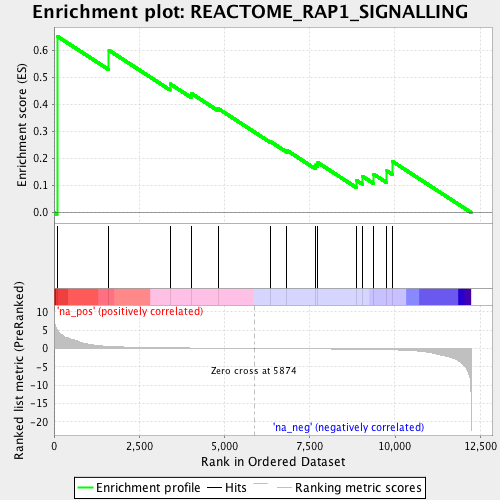 Enrichment plot: REACTOME_RAP1_SIGNALLING
Enrichment score (ES)
0.6
0.5
0.4
0.3
0.2
0.1
0.0
'na_pos' (positively correlated)
Ranked list metric (PreRanked)
10
5
0
-5
-10
-15
-20
Zero cross at 5874
'na_neg' (negatively correlated)
0
2,500
5,000
7,500
10,000
12,500
Rank in Ordered Dataset
Enrichment profile
Hits
Ranking metric scores